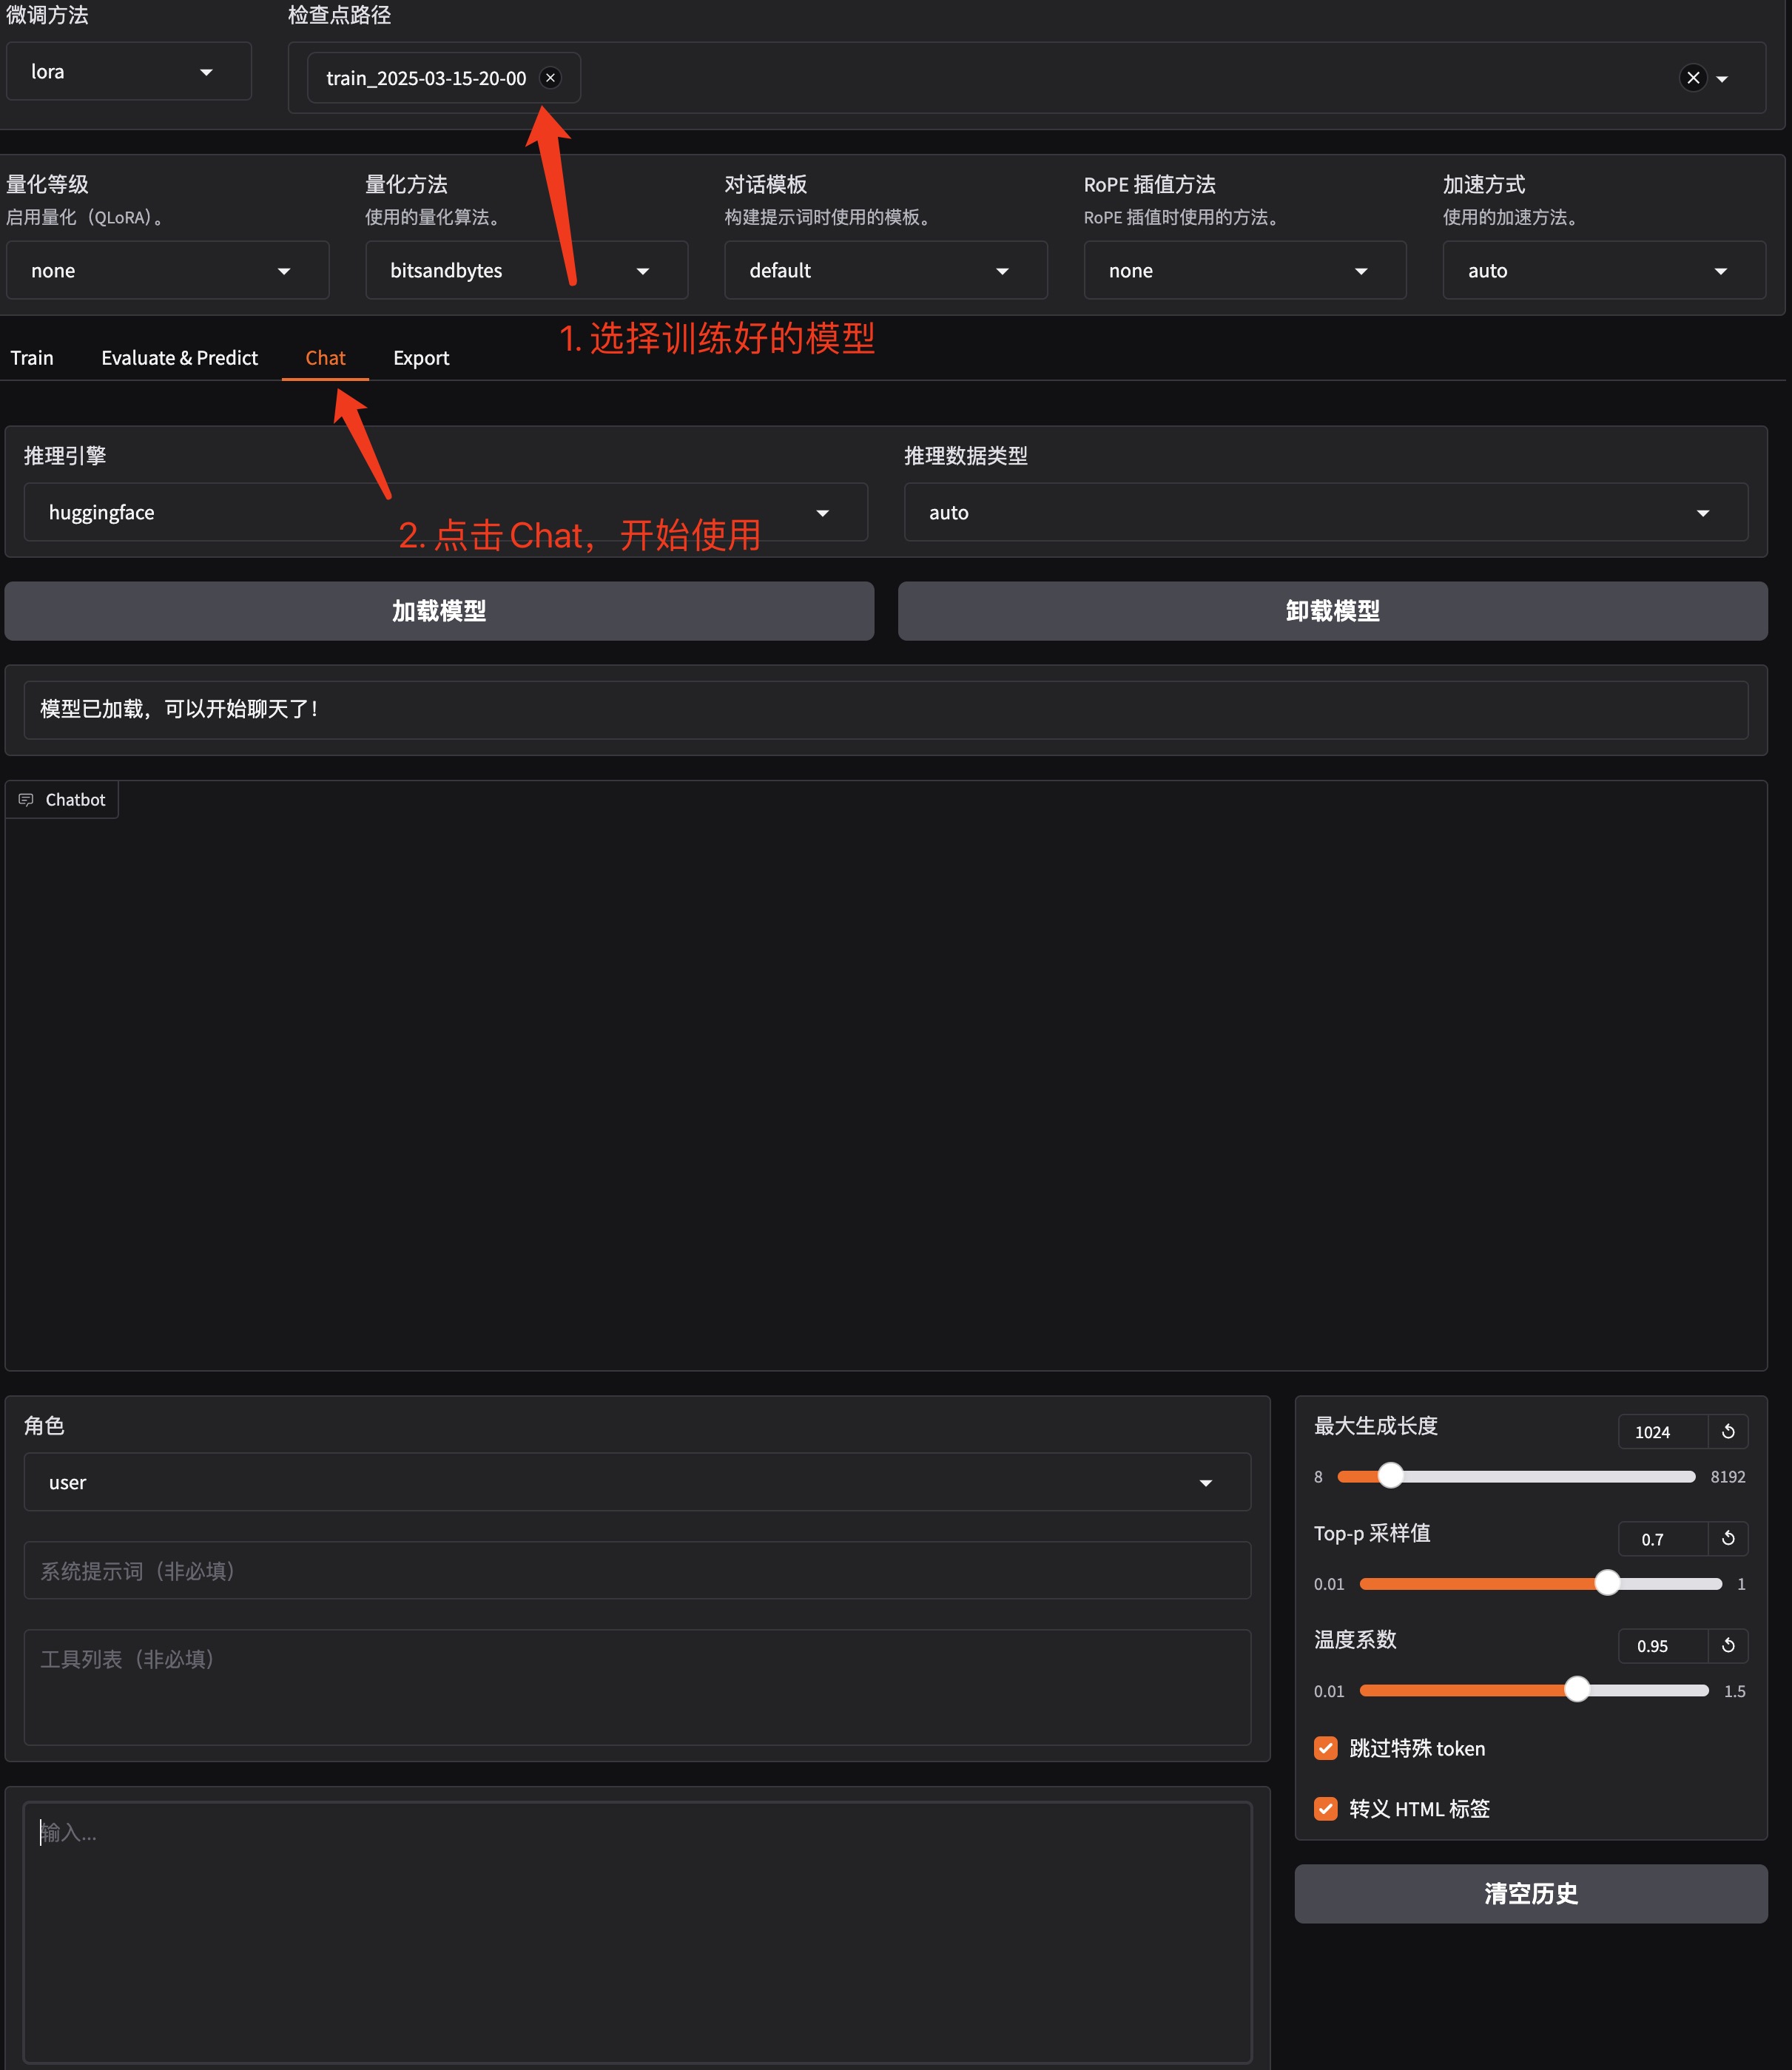 微调方法
检查点路径
lora
train_2025-03-15-20-00
量化等级
启用量化（QLoRA）。
none
量化方法
使用的量化算法。
bitsandbytes
对话模板
构建提示词时使用的模板。
default
RoPE 插值方法
RoPE 插值时使用的方法。
none
加速方式
使用的加速方法。
auto
1. 选择训练好的模型
Train
Evaluate & Predict
Chat
Export
推理引擎
huggingface
推理数据类型
auto
2. 点击 Chat，开始使用
加载模型
卸载模型
模型已加载，可以开始聊天了！
Chatbot
角色
user
系统提示词（非必填）
工具列表（非必填）
输入...
最大生成长度
1024
8
8192
Top-p 采样值
0.7
0.01
1
温度系数
0.95
0.01
1.5
跳过特殊 token
转义 HTML 标签
清空历史